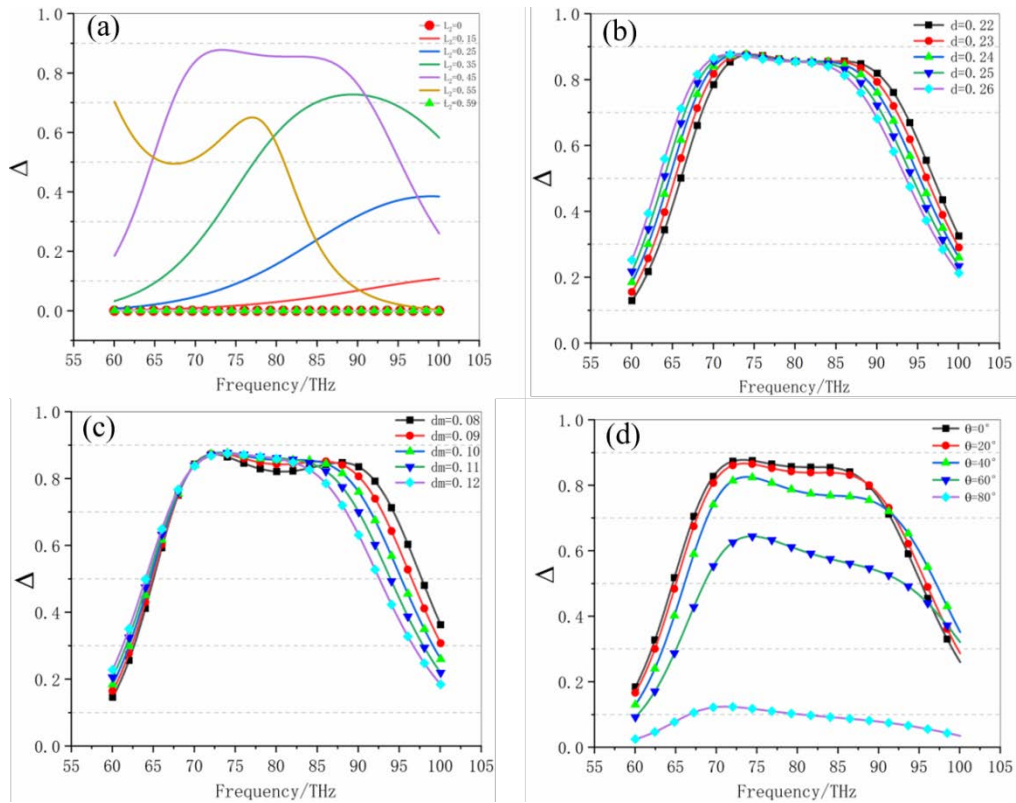 (a)
1.0
0.8
0.6
0.4
0.2
0.0
Δ
55 60 65 70 75 80 85 90 95 100 105
Frequency/THz
L₂=0
L₂=0.15
L₂=0.25
L₂=0.35
L₂=0.45
L₂=0.55
L₂=0.59
(b)
1.0
0.8
0.6
0.4
0.2
0.0
Δ
55 60 65 70 75 80 85 90 95 100 105
Frequency/THz
d=0.22
d=0.23
d=0.24
d=0.25
d=0.26
(c)
1.0
0.8
0.6
0.4
0.2
0.0
Δ
55 60 65 70 75 80 85 90 95 100 105
Frequency/THz
dm=0.08
dm=0.09
dm=0.10
dm=0.11
dm=0.12
(d)
1.0
0.8
0.6
0.4
0.2
0.0
Δ
55 60 65 70 75 80 85 90 95 100 105
Frequency/THz
θ=0°
θ=20°
θ=40°
θ=60°
θ=80°